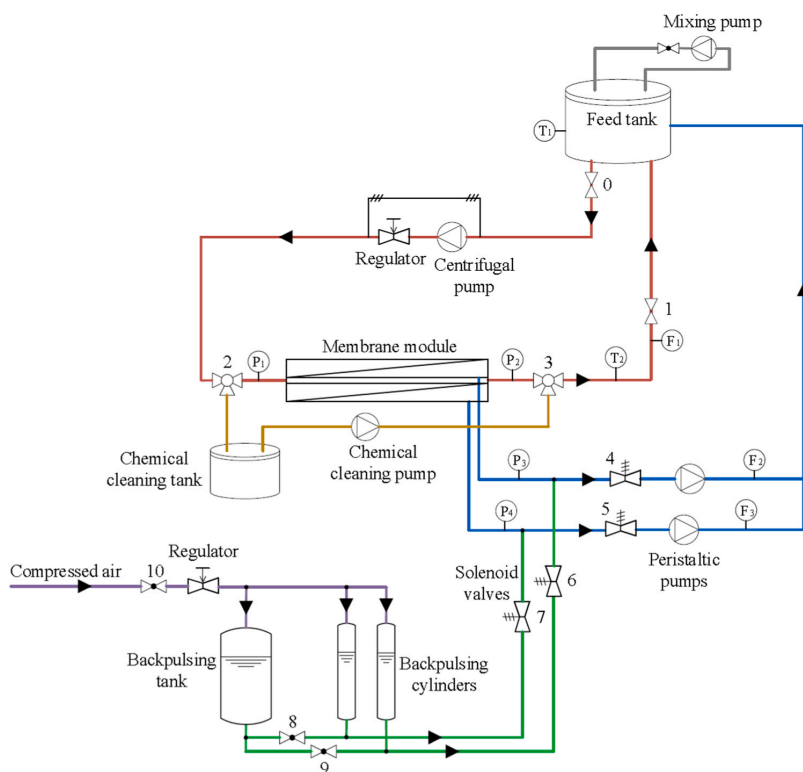 Mixing pump
Feed tank
T1
0
Regulator
Centrifugal
pump
1
F1
Membrane module
2
P1
P2
3
T2
Chemical
cleaning tank
Chemical
cleaning pump
P3
4
F2
P4
5
F3
Peristaltic
pumps
Compressed air
10
Regulator
Solenoid
valves
6
7
Backpulsing
tank
Backpulsing
cylinders
8
9